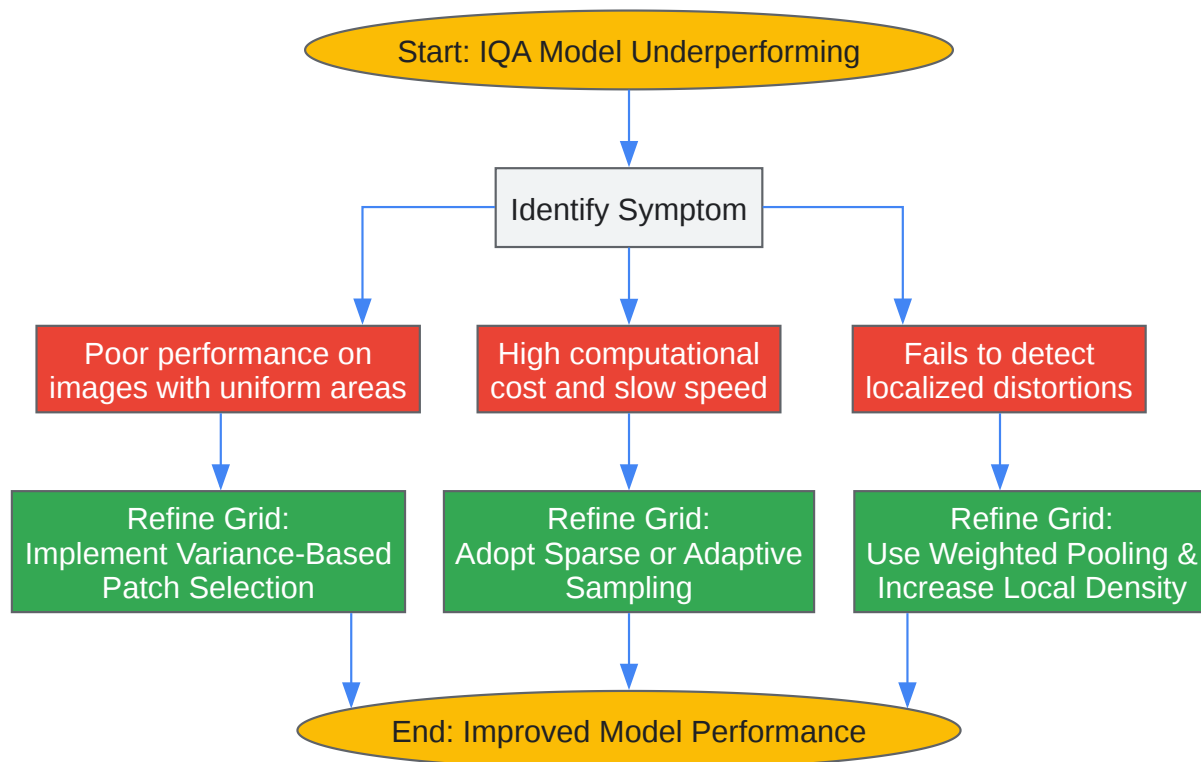 Start: IQA Model Underperforming
Identify Symptom
Poor performance on
images with uniform areas
High computational
cost and slow speed
Fails to detect
localized distortions
Refine Grid:
Implement Variance-Based
Patch Selection
Refine Grid:
Adopt Sparse or Adaptive
Sampling
Refine Grid:
Use Weighted Pooling &
Increase Local Density
End: Improved Model Performance